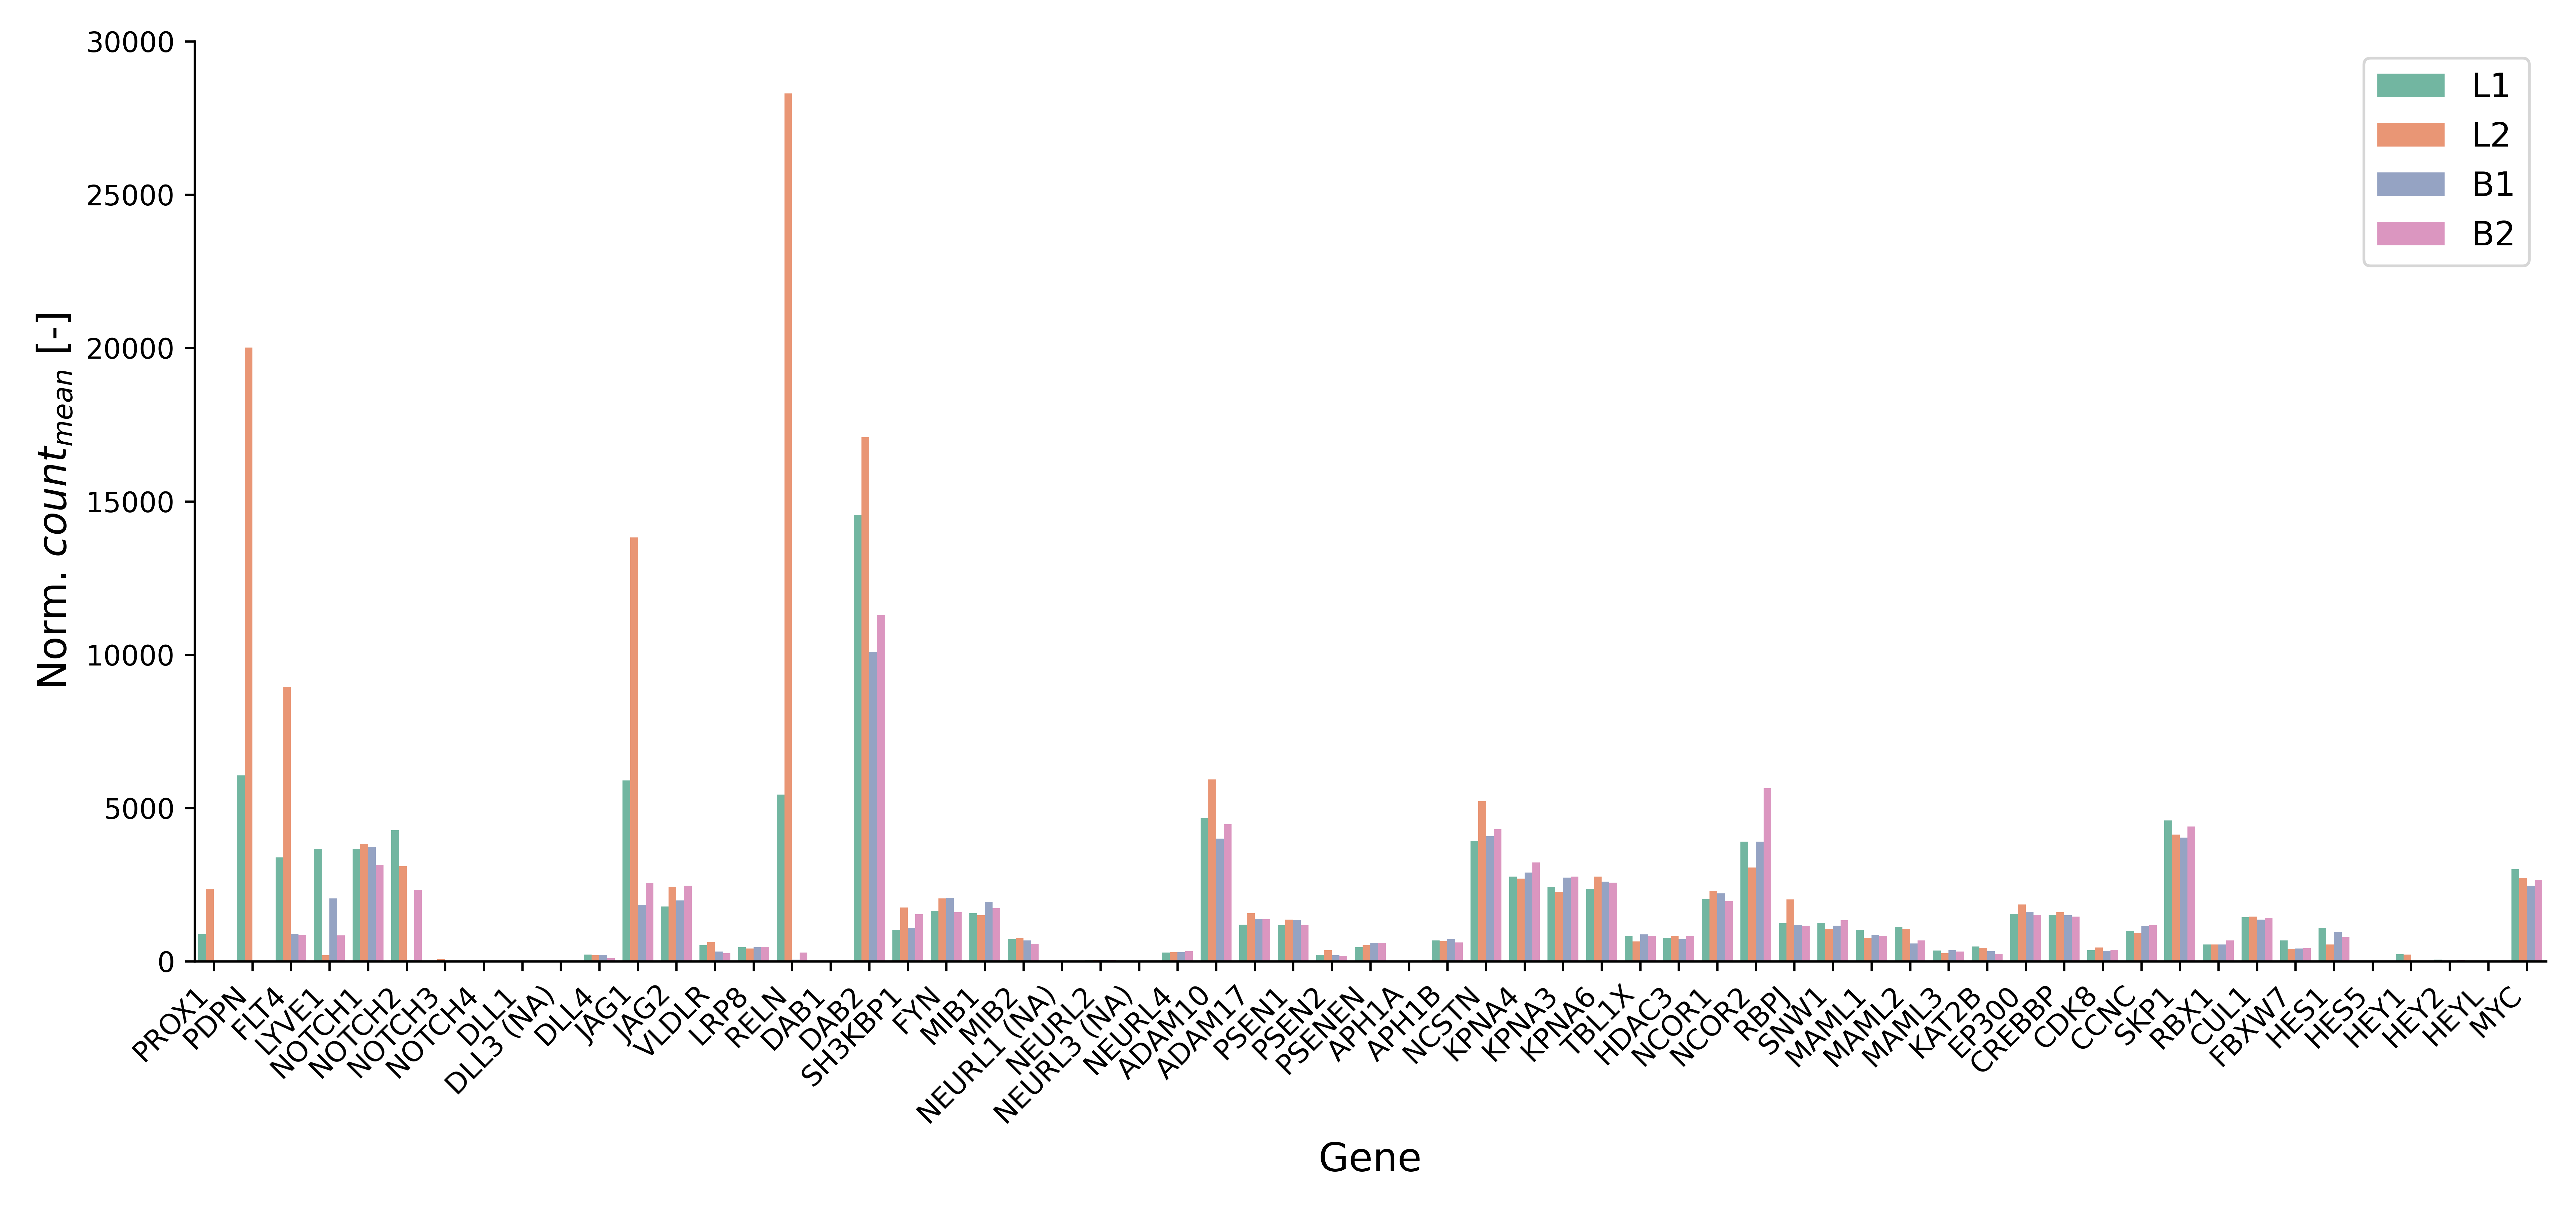 30000
25000
20000
15000
10000
5000
0
Norm. count_mean [-]
L1
L2
B1
B2
PROX1
PDPN
FLT4
LYVE1
NOTCH1
NOTCH2
NOTCH3
NOTCH4
DLL1
DLL3 (NA)
DLL4
JAG1
JAG2
VLDLR
LRP8
RELN
DAB1
DAB2
SH3KBP1
FYN
MIB1
MIB2
NEURL1 (NA)
NEURL2
NEURL3 (NA)
NEURL4
ADAM10
ADAM17
PSEN1
PSEN2
PSENEN
APH1A
APH1B
NCSTN
KPNA4
KPNA3
KPNA6
TBL1X
HDAC3
NCOR1
NCOR2
RBPJ
SNW1
MAML1
MAML2
MAML3
KAT2B
EP300
CREBBP
CDK8
CCNC
SKP1
RBX1
CUL1
FBXW7
HES1
HES5
HEY1
HEY2
HEYL
MYC
Gene